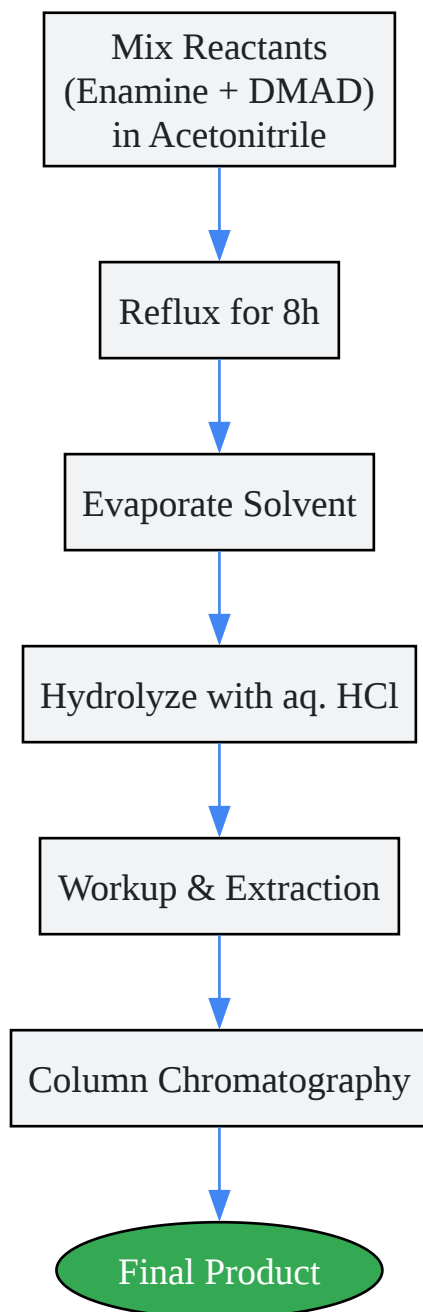 Mix Reactants
(Enamine + DMAD)
in Acetonitrile
Reflux for 8h
Evaporate Solvent
Hydrolyze with aq. HCl
Workup & Extraction
Column Chromatography
Final Product